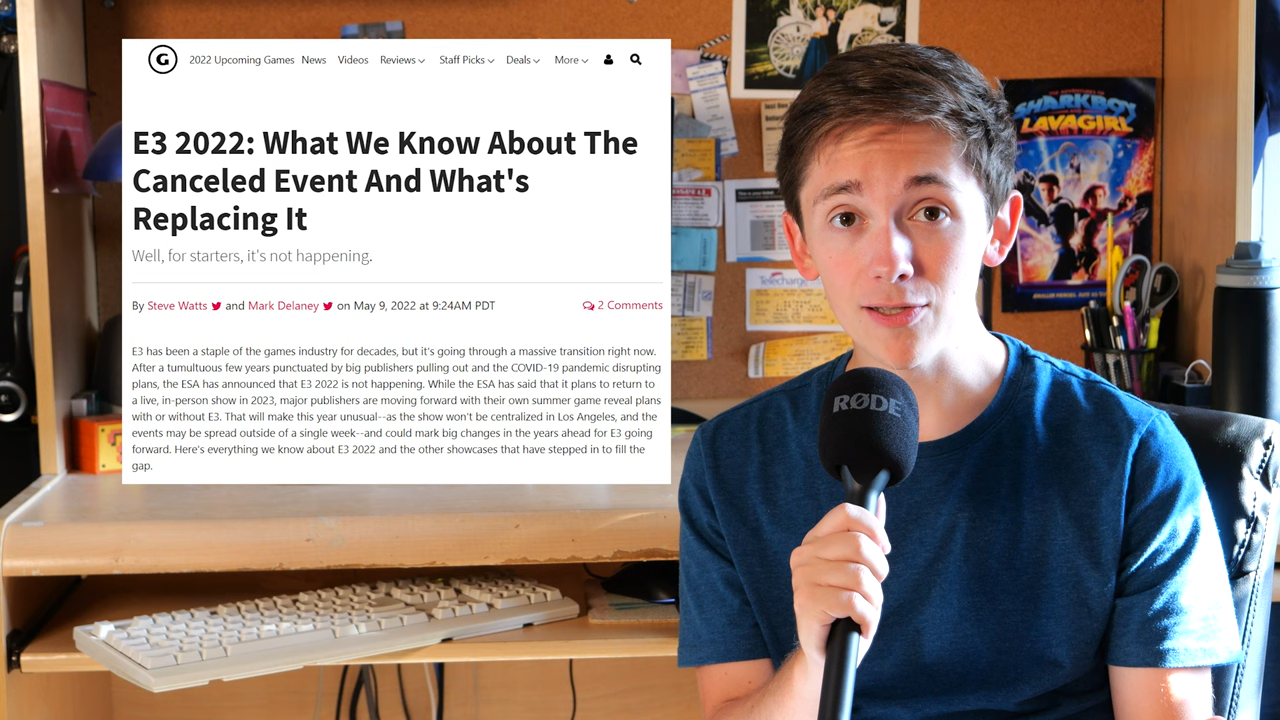 G
2022 Upcoming Games News Videos Reviews Staff Picks Deals More
E3 2022: What We Know About The
Canceled Event And What's
Replacing It
Well, for starters, it's not happening.
By Steve Watts and Mark Delaney on May 9, 2022 at 9:24AM PDT
2 Comments
E3 has been a staple of the games industry for decades, but it's going through a massive transition right now.
After a tumultuous few years punctuated by big publishers pulling out and the COVID-19 pandemic disrupting
plans, the ESA has announced that E3 2022 is not happening. While the ESA has said that it plans to return to
a live, in-person show in 2023, major publishers are moving forward with their own summer game reveal plans
with or without E3. That will make this year unusual--as the show won't be centralized in Los Angeles, and the
events may be spread outside of a single week--and could mark big changes in the years ahead for E3 going
forward. Here's everything we know about E3 2022 and the other showcases that have stepped in to fill the
gap.
SHARKBOY
LAVAGIRL
Telecharge
RØDE